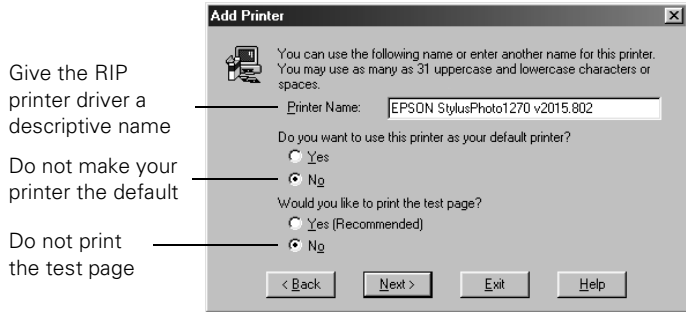 Add Printer
You can use the following name or enter another name for this printer.
You may use as many as 31 uppercase and lowercase characters or
spaces.
Give the RIP
printer driver a
descriptive name
Printer Name: EPSON StylusPhoto1270 v2015.802
Do you want to use this printer as your default printer?
Yes
No
Do not make your
printer the default
Would you like to print the test page?
Yes (Recommended)
No
Do not print
the test page
< Back Next > Exit Help